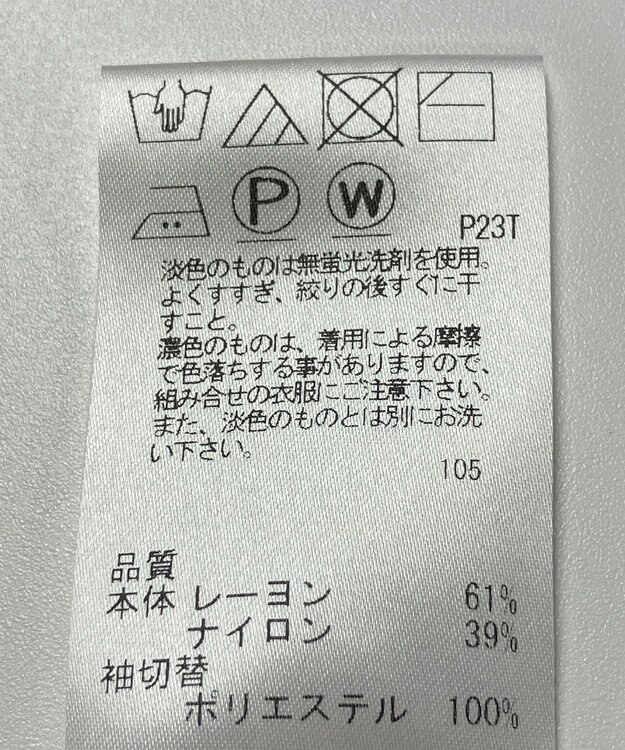 P W
P23T
淡色のものは無蛍光洗剤を使用。
よくすすぎ、絞りの後すぐに干
すこと。
濃色のものは、着用による摩擦
で色落ちする事がありますので、
組み合せの衣服にご注意下さい。
また、淡色のものとは別にお洗
い下さい。
105
品質
本体 レーヨン 61%
ナイロン 39%
袖切替
ポリエステル 100%